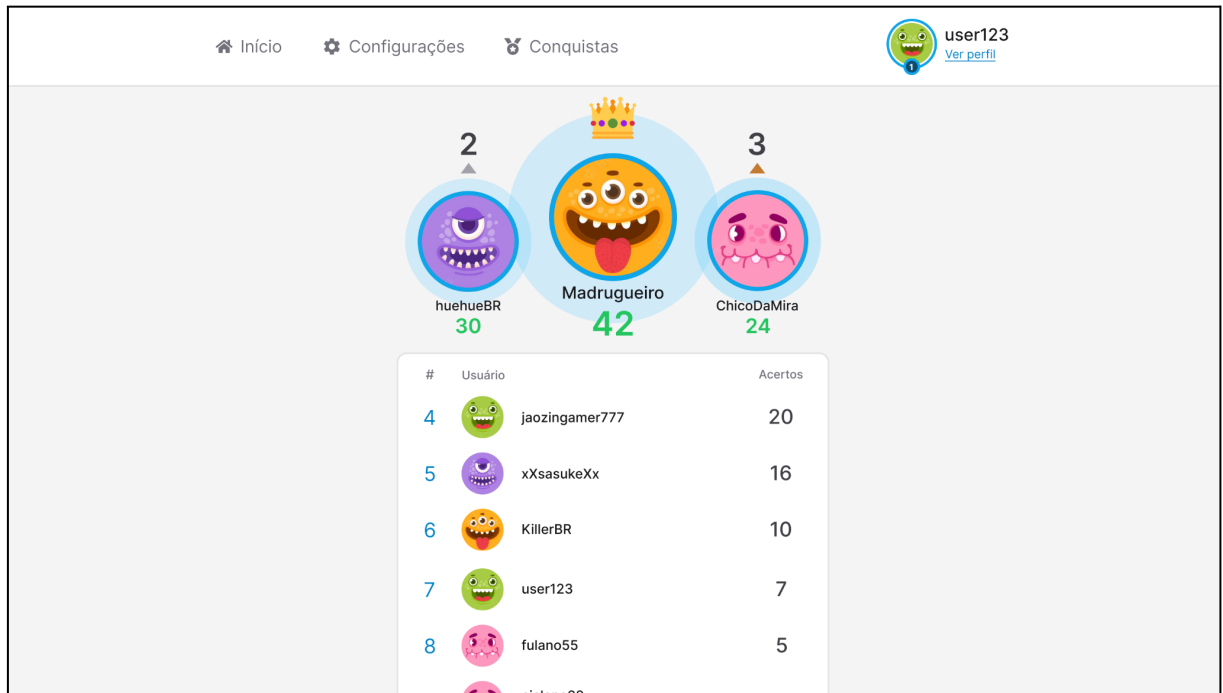 Início Configurações Conquistas user123
Ver perfil
1
2 3
huehueBR Madrugueiro ChicoDaMira
30 42 24
# Usuário Acertos
4 jaozingamer777 20
5 xXsasukeXx 16
6 KillerBR 10
7 user123 7
8 fulano55 5